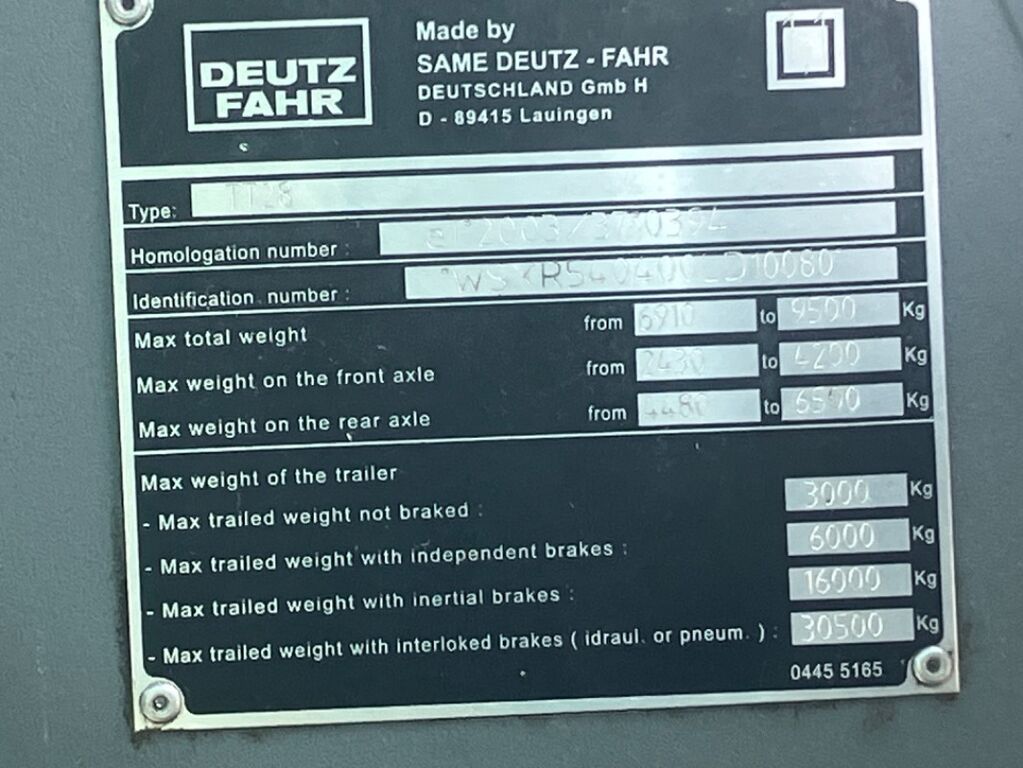 DEUTZ
FAHR
Made by
SAME DEUTZ - FAHR
DEUTSCHLAND Gmb H
D - 89415 Lauingen
Type: TT28
Homologation number :
Identification number :
Max total weight from 6910 to 9500 Kg
Max weight on the front axle from 2430 to 4200 Kg
Max weight on the rear axle from 4480 to Kg
Max weight of the trailer
- Max trailed weight not braked : 3000 Kg
- Max trailed weight with independent brakes : 6000 Kg
- Max trailed weight with inertial brakes : 16000 Kg
- Max trailed weight with interloked brakes ( idraul. or pneum. ) : 30500 Kg
0445 5165